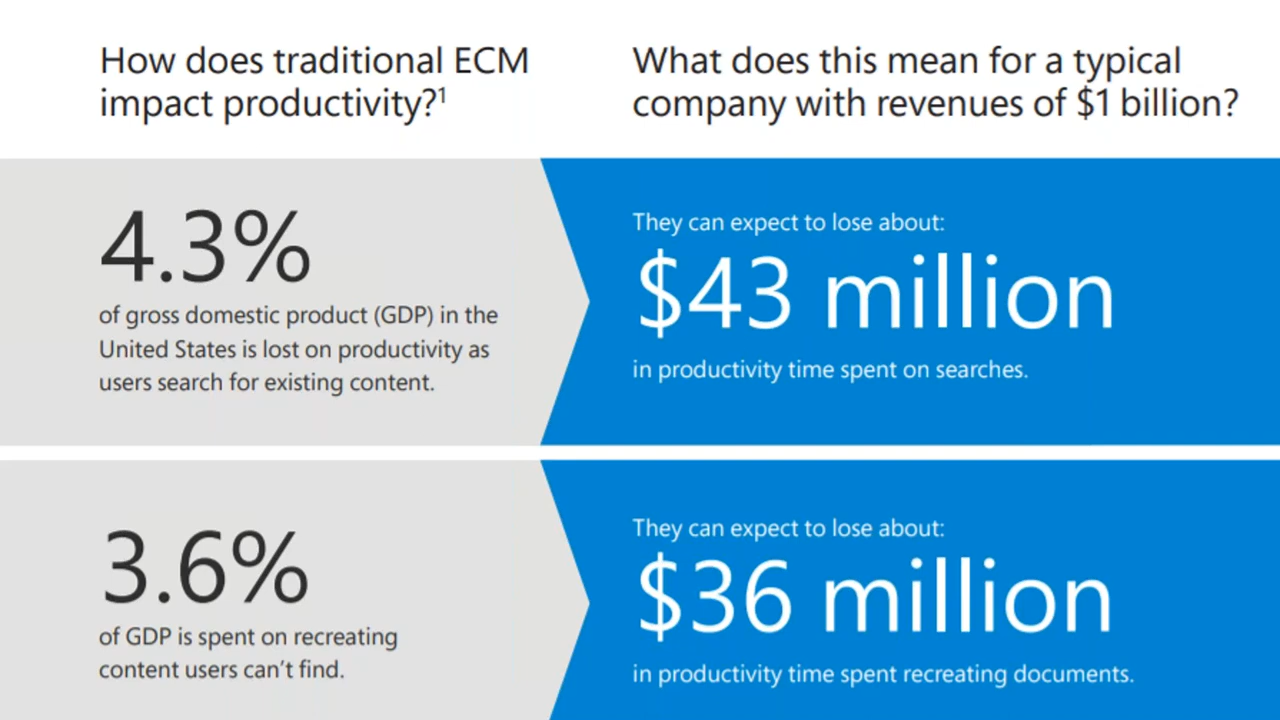 How does traditional ECM
impact productivity?¹
What does this mean for a typical
company with revenues of $1 billion?
4.3%
of gross domestic product (GDP) in the
United States is lost on productivity as
users search for existing content.
They can expect to lose about:
$43 million
in productivity time spent on searches.
3.6%
of GDP is spent on recreating
content users can’t find.
They can expect to lose about:
$36 million
in productivity time spent recreating documents.